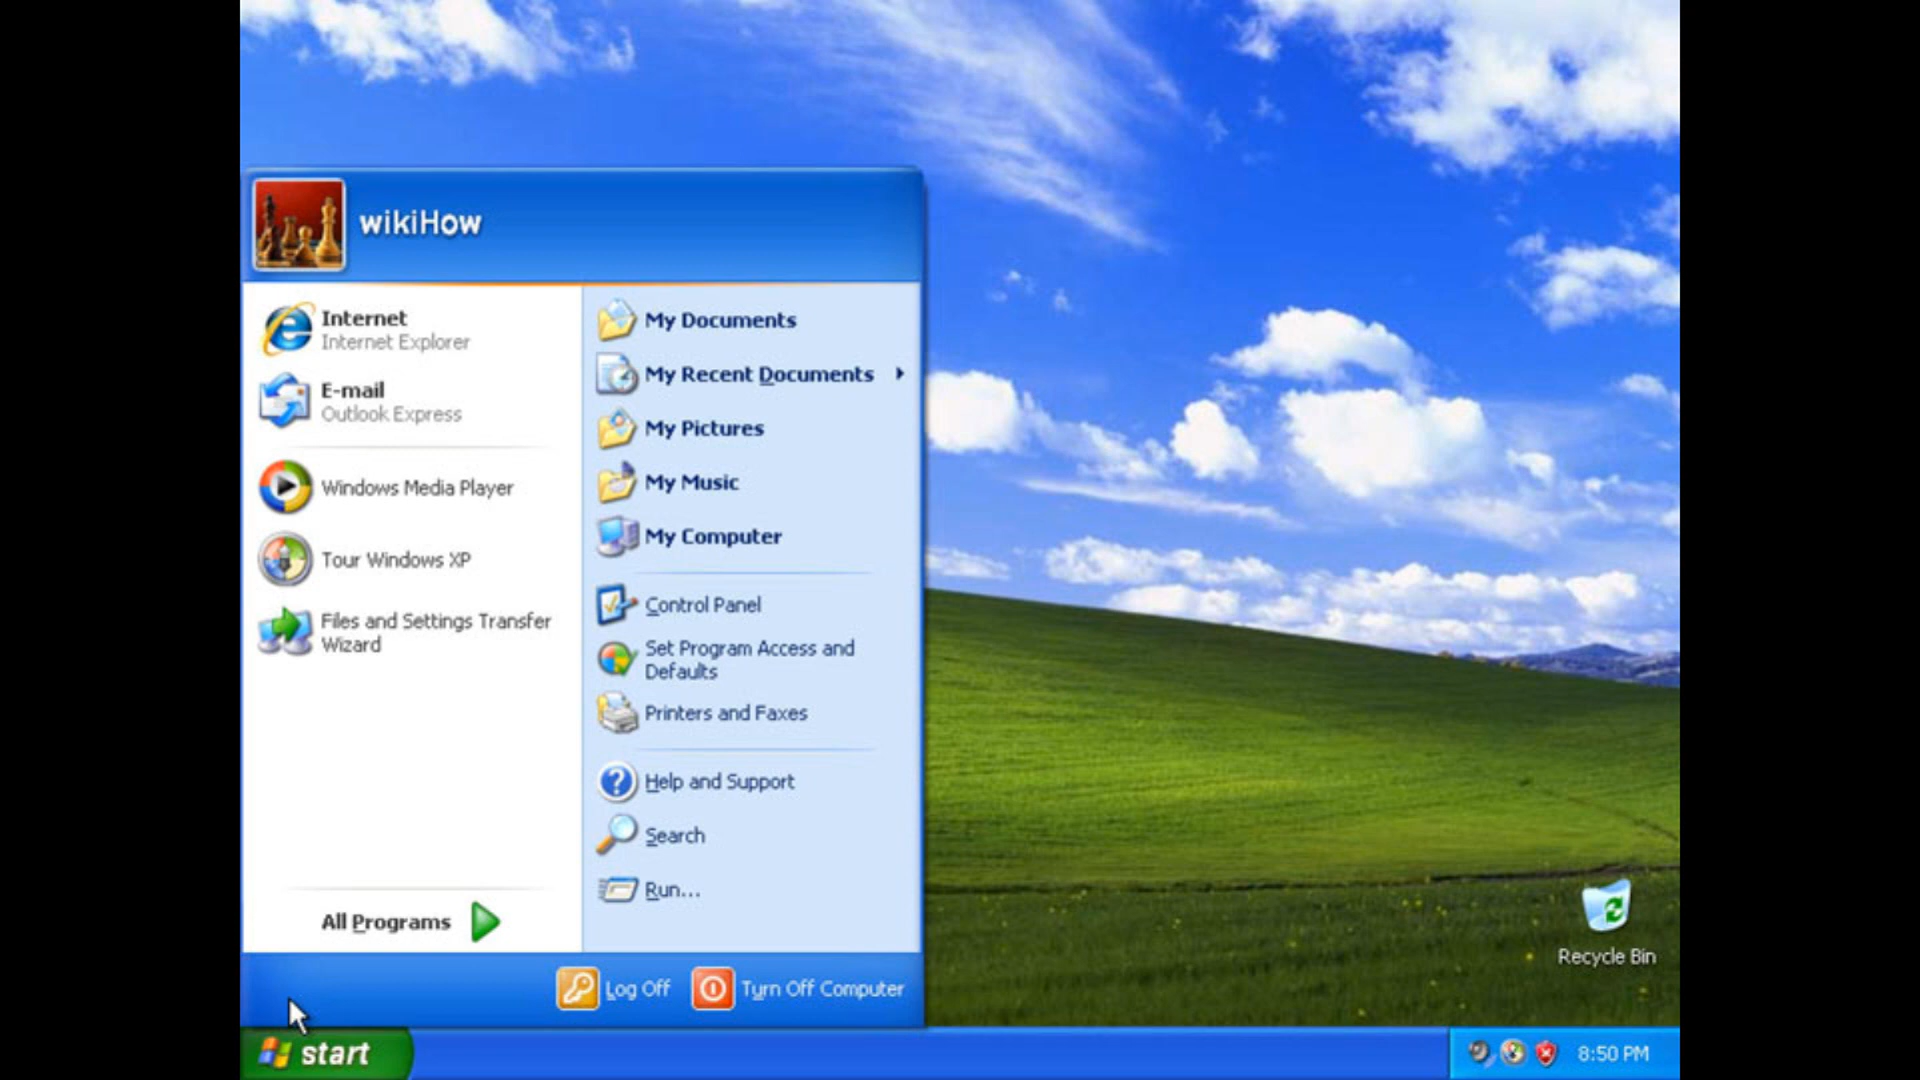 wikiHow
Internet
Internet Explorer
E-mail
Outlook Express
Windows Media Player
Tour Windows XP
Files and Settings Transfer
Wizard
All Programs
My Documents
My Recent Documents
My Pictures
My Music
My Computer
Control Panel
Set Program Access and
Defaults
Printers and Faxes
Help and Support
Search
Run...
Log Off
Turn Off Computer
Recycle Bin
start
8:50 PM